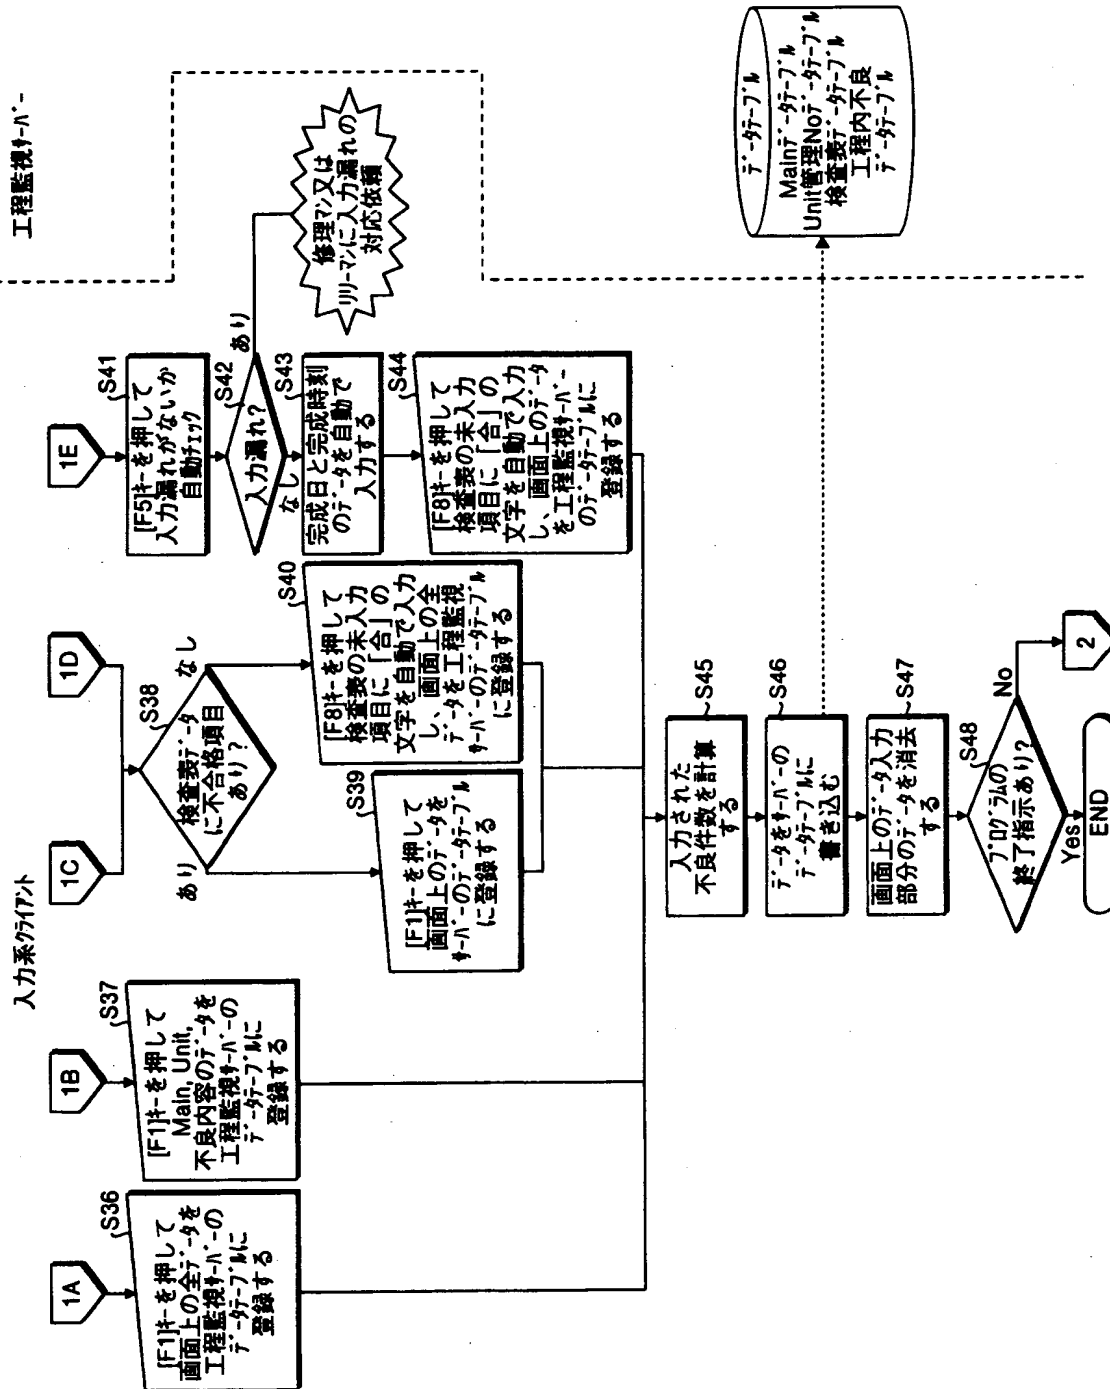 入力系ｸﾗｲｱﾝﾄ
工程監視ｻｰﾊﾞｰ
1A
S36
[F1]ｷｰを押して
画面上の全ﾃﾞｰﾀを
工程監視ｻｰﾊﾞｰの
ﾃﾞｰﾀﾃｰﾌﾞﾙに
登録する
1B
S37
[F1]ｷｰを押して
Main, Unit,
不良内容のﾃﾞｰﾀを
工程監視ｻｰﾊﾞｰの
ﾃﾞｰﾀﾃｰﾌﾞﾙに
登録する
1C
1D
S38
検査表ﾃﾞｰﾀ
に不合格項目
あり?
あり
なし
S39
[F1]ｷｰを押して
画面上のﾃﾞｰﾀを
ｻｰﾊﾞｰのﾃﾞｰﾀﾃｰﾌﾞﾙ
に登録する
S40
[F8]ｷｰを押して
検査表の未入力
項目に「合」の
文字を自動で入力
し、画面上の全
ﾃﾞｰﾀを工程監視
ｻｰﾊﾞｰのﾃﾞｰﾀﾃｰﾌﾞﾙ
に登録する
1E
S41
[F5]ｷｰを押して
入力漏れがないか
自動ﾁｪｯｸ
S42
入力漏れ?
あり
なし
修理ﾏﾝ又は
ﾘﾘｰﾏﾝに入力漏れの
対応依頼
S43
完成日と完成時刻
のﾃﾞｰﾀを自動で
入力する
S44
[F8]ｷｰを押して
検査表の未入力
項目に「合」の
文字を自動で入力
し、画面上のﾃﾞｰﾀ
を工程監視ｻｰﾊﾞｰ
のﾃﾞｰﾀﾃｰﾌﾞﾙに
登録する
S45
入力された
不良件数を計算
する
S46
ﾃﾞｰﾀをｻｰﾊﾞｰの
ﾃﾞｰﾀﾃｰﾌﾞﾙに
書き込む
ﾃﾞｰﾀﾃｰﾌﾞﾙ
Mainﾃﾞｰﾀﾃｰﾌﾞﾙ
Unit管理Noﾃﾞｰﾀﾃｰﾌﾞﾙ
検査表ﾃﾞｰﾀﾃｰﾌﾞﾙ
工程内不良
ﾃﾞｰﾀﾃｰﾌﾞﾙ
S47
画面上のﾃﾞｰﾀ入力
部分のﾃﾞｰﾀを消去
する
S48
ﾌﾟﾛｸﾞﾗﾑの
終了指示あり?
No
Yes
2
END